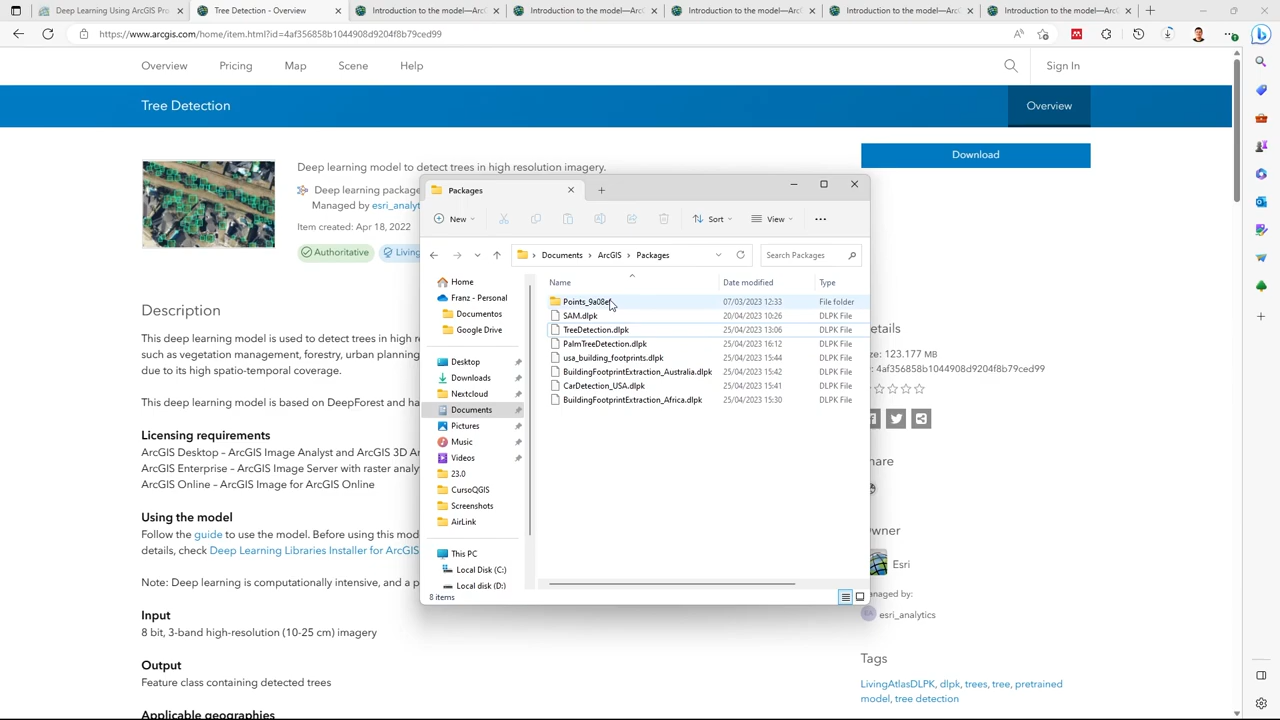 Deep Learning Using ArcGIS Pro
Tree Detection - Overview
Introduction to the model—ArcG
Introduction to the model—ArcG
Introduction to the model—ArcG
Introduction to the model—ArcG
Introduction to the model—ArcG
https://www.arcgis.com/home/item.html?id=4af356858b1044908d9204f8b79ced99
Overview
Pricing
Map
Scene
Help
Sign In
Tree Detection
Overview
Deep learning model to detect trees in high resolution imagery.
Download
Deep learning package
Managed by esri_analyt
Item created: Apr 18, 2022
Authoritative
Living
Packages
New
Sort
View
Documents
ArcGIS
Packages
Search Packages
Name
Date modified
Type
Home
Franz - Personal
Documentos
Google Drive
Desktop
Downloads
Nextcloud
Documents
Pictures
Music
Videos
23.0
CursoQGIS
Screenshots
AirLink
This PC
Local Disk (C:)
Local disk (D:)
Points_9a08ef 07/03/2023 12:33 File folder
SAM.dlpk 20/04/2023 10:26 DLPK File
TreeDetection.dlpk 25/04/2023 13:06 DLPK File
PalmTreeDetection.dlpk 25/04/2023 16:12 DLPK File
usa_building_footprints.dlpk 25/04/2023 15:44 DLPK File
BuildingFootprintExtraction_Australia.dlpk 25/04/2023 15:42 DLPK File
CarDetection_USA.dlpk 25/04/2023 15:41 DLPK File
BuildingFootprintExtraction_Africa.dlpk 25/04/2023 15:30 DLPK File
8 items
Description
This deep learning model is used to detect trees in high r
such as vegetation management, forestry, urban planning
due to its high spatio-temporal coverage.
This deep learning model is based on DeepForest and ha
Licensing requirements
ArcGIS Desktop – ArcGIS Image Analyst and ArcGIS 3D An
ArcGIS Enterprise – ArcGIS Image Server with raster analy
ArcGIS Online – ArcGIS Image for ArcGIS Online
Using the model
Follow the guide to use the model. Before using this mod
details, check Deep Learning Libraries Installer for ArcGIS
Note: Deep learning is computationally intensive, and a p
Input
8 bit, 3-band high-resolution (10-25 cm) imagery
Output
Feature class containing detected trees
Applicable geographies
etails
ze: 123.177 MB
: 4af356858b1044908d9204f8b79ced99
hare
wner
Esri
anaged by:
esri_analytics
Tags
LivingAtlasDLPK, dlpk, trees, tree, pretrained
model, tree detection